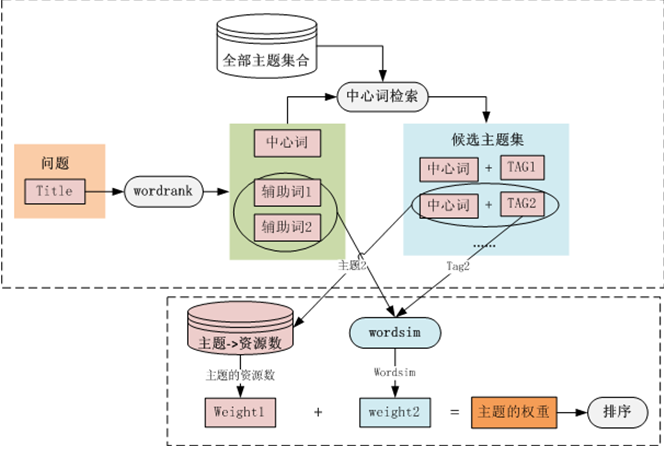 全部主题集合
中心词检索
问题
Title
wordrank
中心词
辅助词1
辅助词2
候选主题集
中心词 + TAG1
中心词 + TAG2
……
主题2
Tag2
主题->资源数
wordsim
主题的资源数
Wordsim
Weight1 + weight2 = 主题的权重
排序